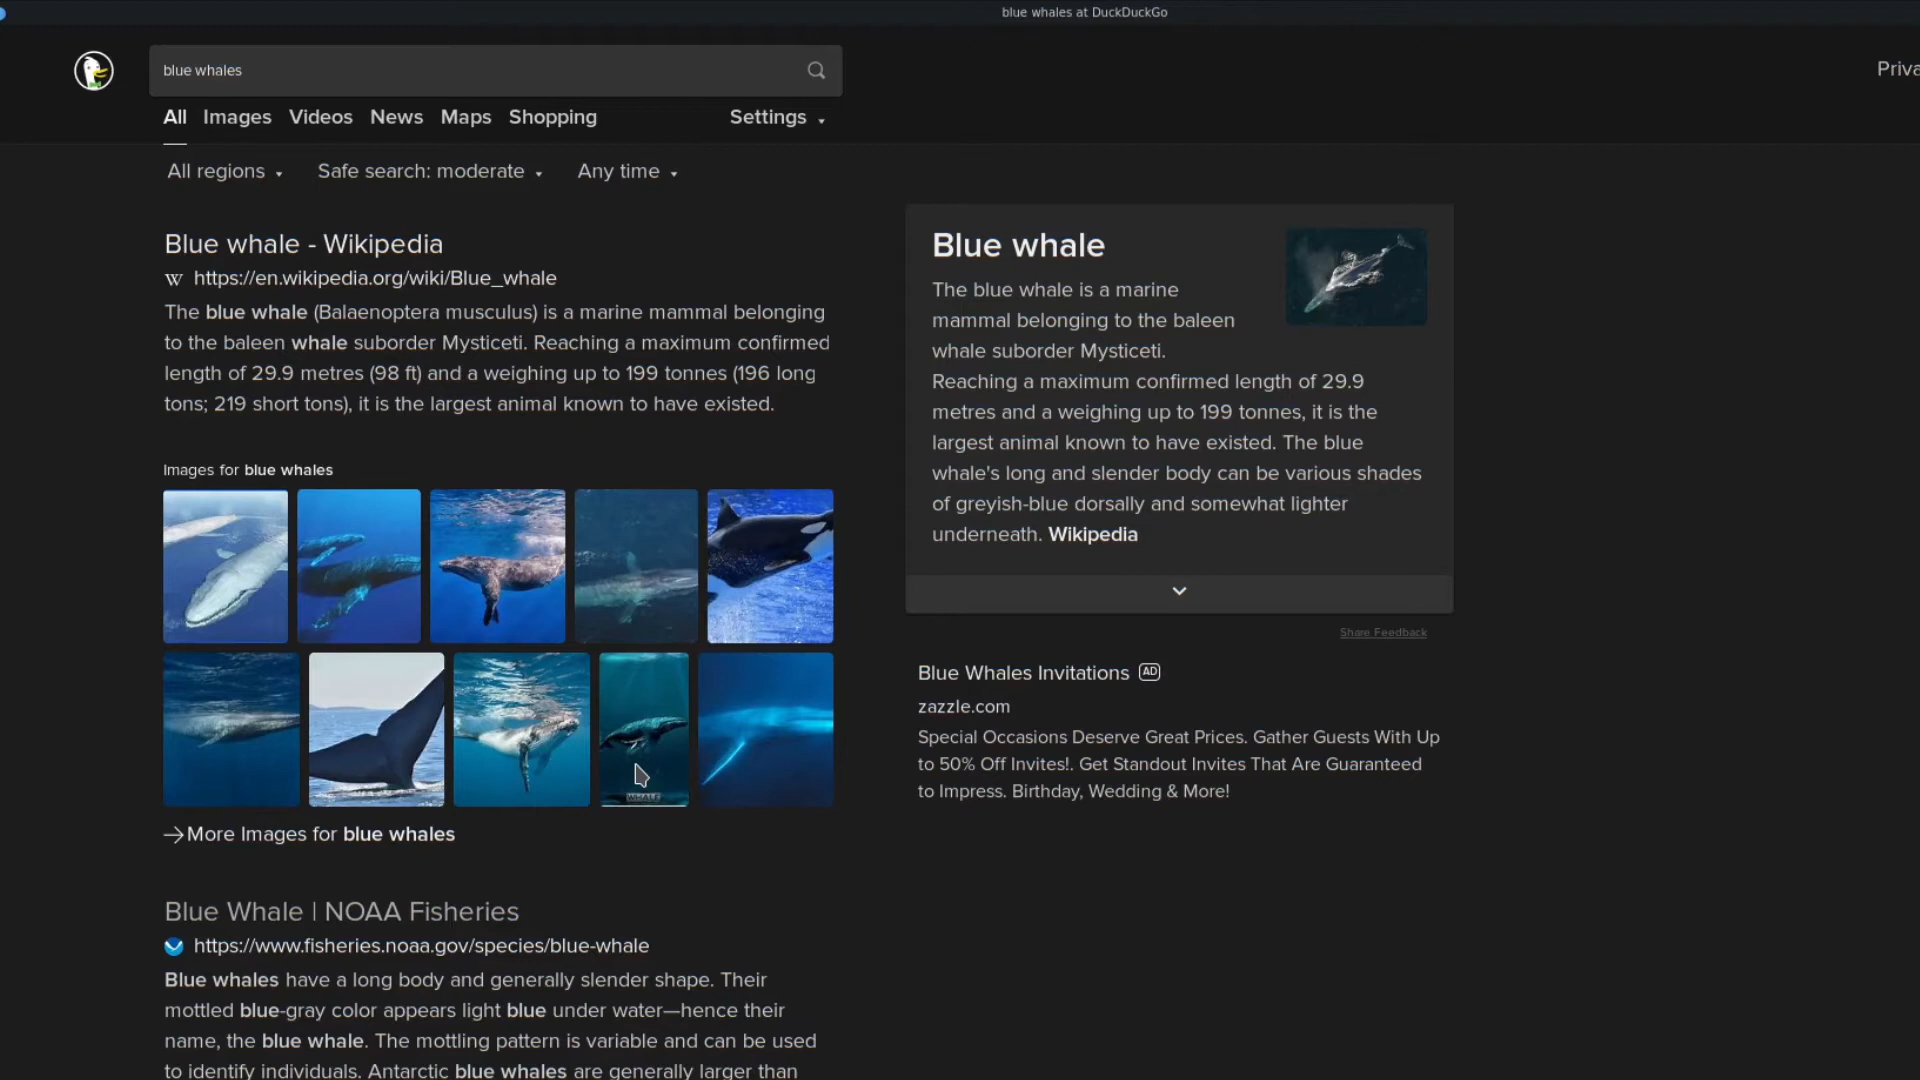 blue whales at DuckDuckGo
blue whales
Priva
All Images Videos News Maps Shopping Settings
All regions Safe search: moderate Any time
Blue whale - Wikipedia
W https://en.wikipedia.org/wiki/Blue_whale
The blue whale (Balaenoptera musculus) is a marine mammal belonging
to the baleen whale suborder Mysticeti. Reaching a maximum confirmed
length of 29.9 metres (98 ft) and a weighing up to 199 tonnes (196 long
tons; 219 short tons), it is the largest animal known to have existed.
Images for blue whales
WHALE
More Images for blue whales
Blue Whale | NOAA Fisheries
https://www.fisheries.noaa.gov/species/blue-whale
Blue whales have a long body and generally slender shape. Their
mottled blue-gray color appears light blue under water—hence their
name, the blue whale. The mottling pattern is variable and can be used
to identify individuals. Antarctic blue whales are generally larger than
Blue whale
The blue whale is a marine
mammal belonging to the baleen
whale suborder Mysticeti.
Reaching a maximum confirmed length of 29.9
metres and a weighing up to 199 tonnes, it is the
largest animal known to have existed. The blue
whale's long and slender body can be various shades
of greyish-blue dorsally and somewhat lighter
underneath. Wikipedia
Share Feedback
Blue Whales Invitations AD
zazzle.com
Special Occasions Deserve Great Prices. Gather Guests With Up
to 50% Off Invites!. Get Standout Invites That Are Guaranteed
to Impress. Birthday, Wedding & More!